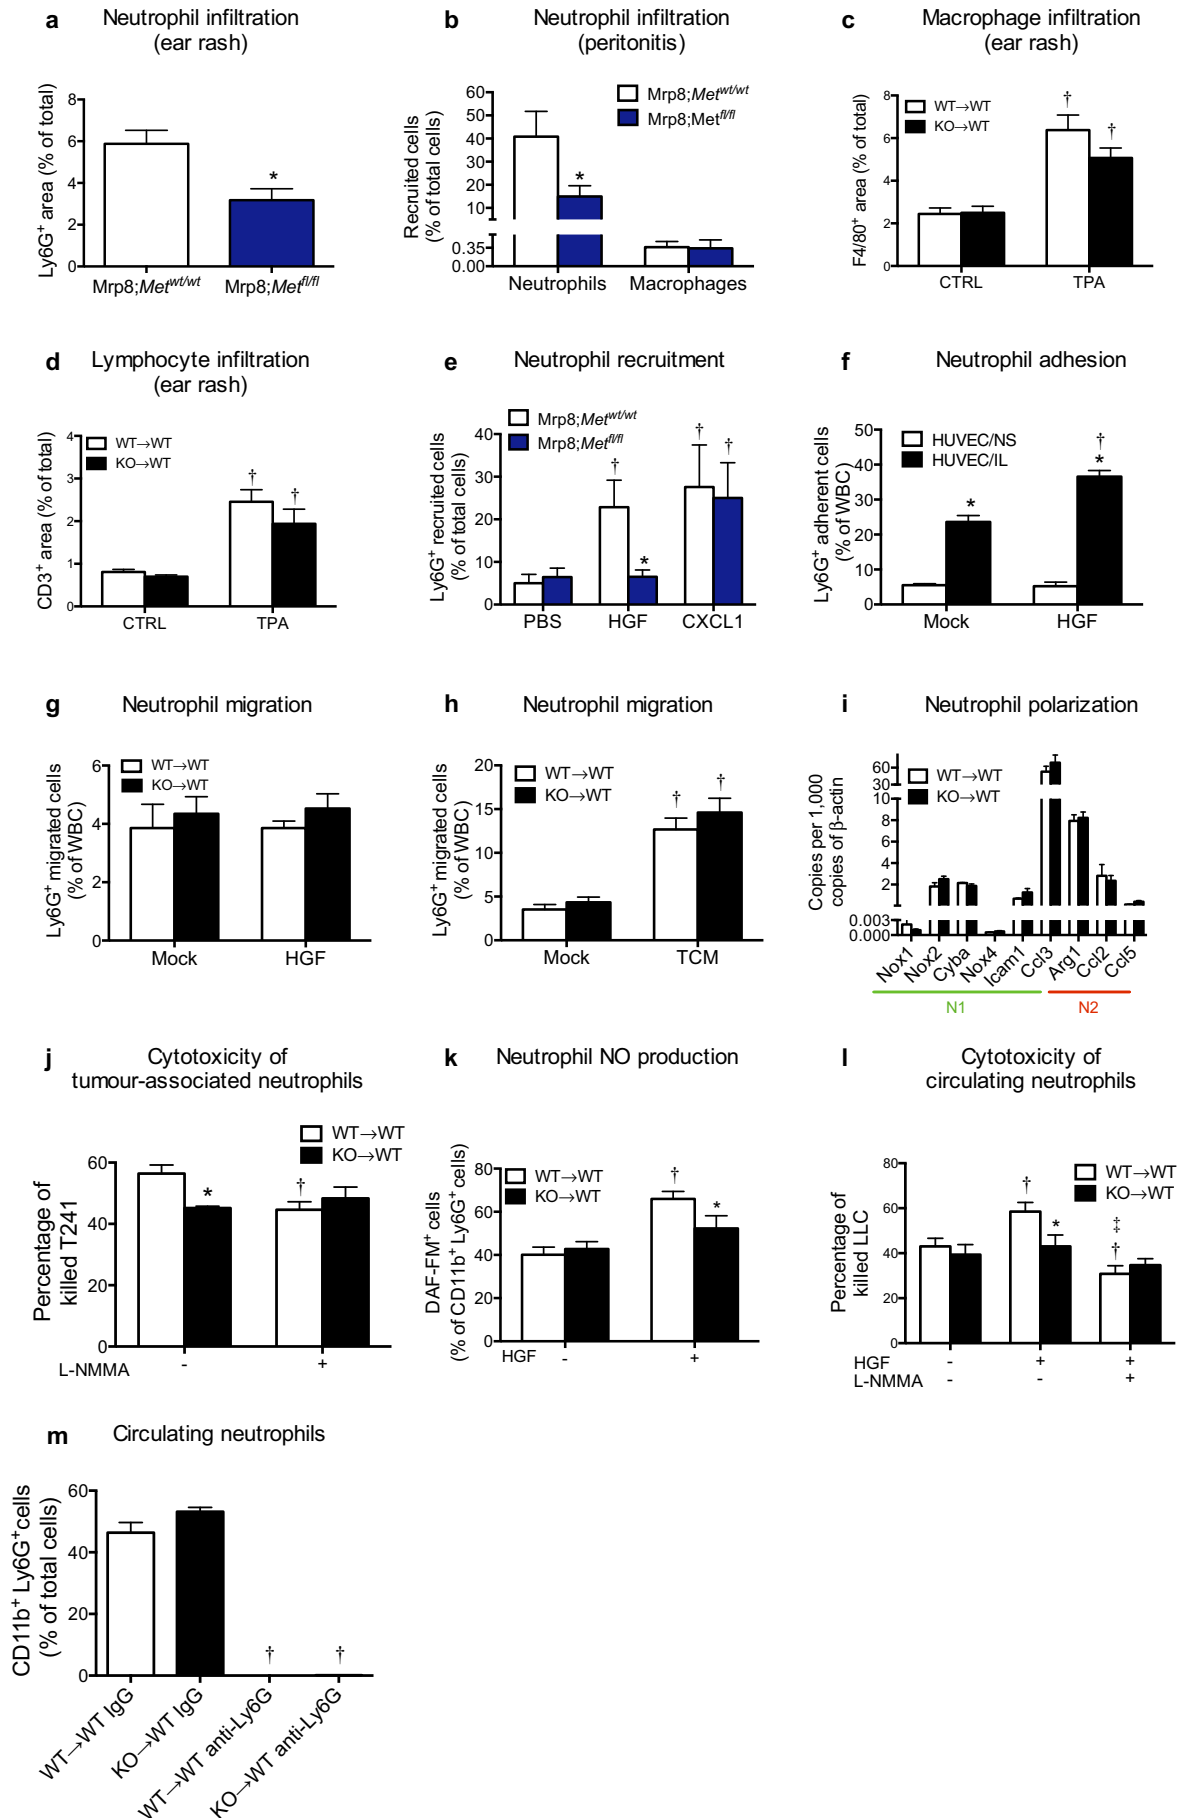 a Neutrophil infiltration
(ear rash)
Ly6G+ area (% of total)
8
6
4
2
0
*
Mrp8;Metwt/wt Mrp8;Metfl/fl
b Neutrophil infiltration
(peritonitis)
Recruited cells
(% of total cells)
60
50
40
30
20
10
0.35
0.00
Mrp8;Metwt/wt
Mrp8;Metfl/fl
*
Neutrophils Macrophages
c Macrophage infiltration
(ear rash)
F4/80+ area (% of total)
8
6
4
2
0
WT→WT
KO→WT
† †
CTRL TPA
d Lymphocyte infiltration
(ear rash)
CD3+ area (% of total)
4
3
2
1
0
WT→WT
KO→WT
† †
CTRL TPA
e Neutrophil recruitment
Ly6G+ recruited cells
(% of total cells)
40
30
20
10
0
Mrp8;Metwt/wt
Mrp8;Metfl/fl
† * † †
PBS HGF CXCL1
f Neutrophil adhesion
Ly6G+ adherent cells
(% of WBC)
50
40
30
20
10
0
HUVEC/NS
HUVEC/IL
†
* *
Mock HGF
g Neutrophil migration
Ly6G+ migrated cells
(% of WBC)
6
4
2
0
WT→WT
KO→WT
Mock HGF
h Neutrophil migration
Ly6G+ migrated cells
(% of WBC)
20
15
10
5
0
WT→WT
KO→WT
† †
Mock TCM
i Neutrophil polarization
Copies per 1,000
copies of β-actin
60
30
10
8
6
4
2
0.003
0.000
WT→WT
KO→WT
Nox1 Nox2 Cyba Nox4 Icam1 Ccl3 Arg1 Ccl2 Ccl5
N1 N2
j Cytotoxicity of
tumour-associated neutrophils
Percentage of
killed T241
60
40
20
0
WT→WT
KO→WT
* †
L-NMMA - +
k Neutrophil NO production
DAF-FM+ cells
(% of CD11b+ Ly6G+ cells)
80
60
40
20
0
WT→WT
KO→WT
† *
HGF - +
l Cytotoxicity of
circulating neutrophils
Percentage of
killed LLC
80
60
40
20
0
WT→WT
KO→WT
† * ‡
†
HGF - + +
L-NMMA - - +
m Circulating neutrophils
CD11b+ Ly6G+cells
(% of total cells)
60
40
20
0
† †
WT→WT IgG
KO→WT IgG
WT→WT anti-Ly6G
KO→WT anti-Ly6G